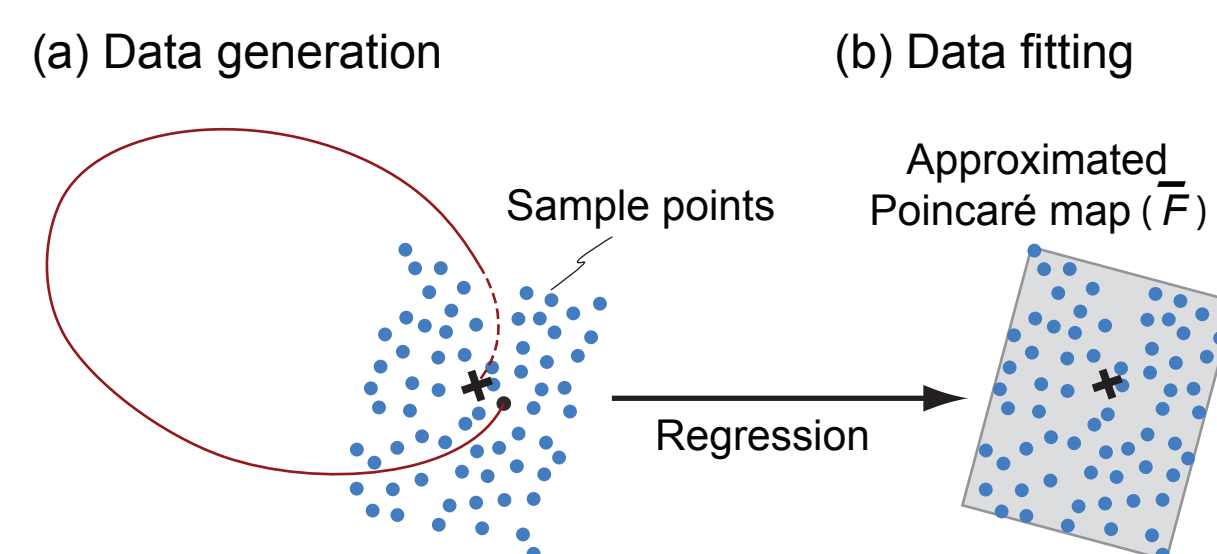 (a) Data generation
(b) Data fitting
Approximated
Poincaré map ( F̅ )
Sample points
Regression